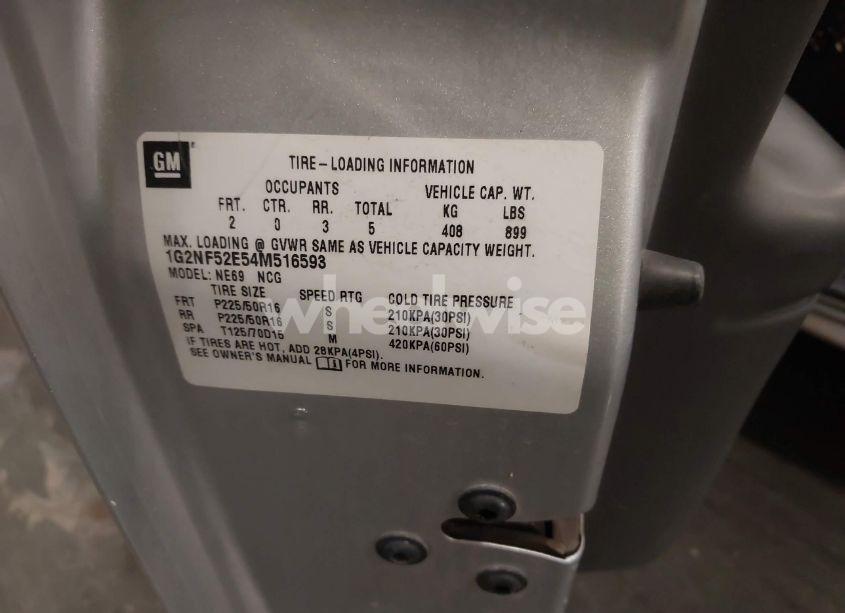 GM
TIRE-LOADING INFORMATION
OCCUPANTS VEHICLE CAP. WT.
FRT. CTR. RR. TOTAL KG LBS
2 0 3 5 408 899
MAX. LOADING @ GVWR SAME AS VEHICLE CAPACITY WEIGHT.
1G2NF52E54M516593
MODEL: NE69 NCG
TIRE SIZE SPEED RTG COLD TIRE PRESSURE
FRT P225/50R16 S 210KPA(30PSI)
RR P225/50R16 S 210KPA(30PSI)
SPA T125/70D15 M 420KPA(60PSI)
IF TIRES ARE HOT, ADD 28KPA(4PSI).
SEE OWNER'S MANUAL FOR MORE INFORMATION.
wheelwise